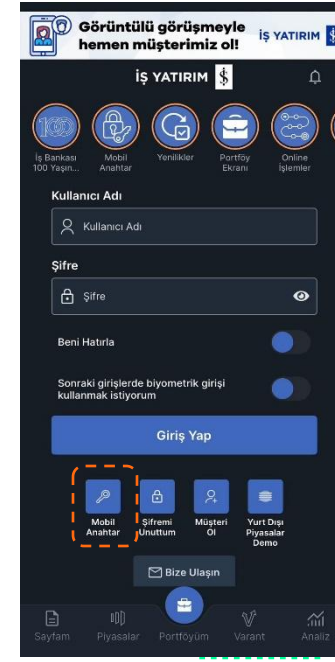 Görüntülü görüşmeyle
hemen müşterimiz ol!
İŞ YATIRIM
İŞ YATIRIM
100
İş Bankası
100 Yaşın...
Mobil
Anahtar
Yenilikler
Portföy
Ekranı
Online
İşlemler
Kullanıcı Adı
Kullanıcı Adı
Şifre
Şifre
Beni Hatırla
Sonraki girişlerde biyometrik girişi
kullanmak istiyorum
Giriş Yap
Mobil
Anahtar
Şifremi
Unuttum
Müşteri
Ol
Yurt Dışı
Piyasalar
Demo
Bize Ulaşın
Sayfam
Piyasalar
Portföyüm
Varant
Analiz